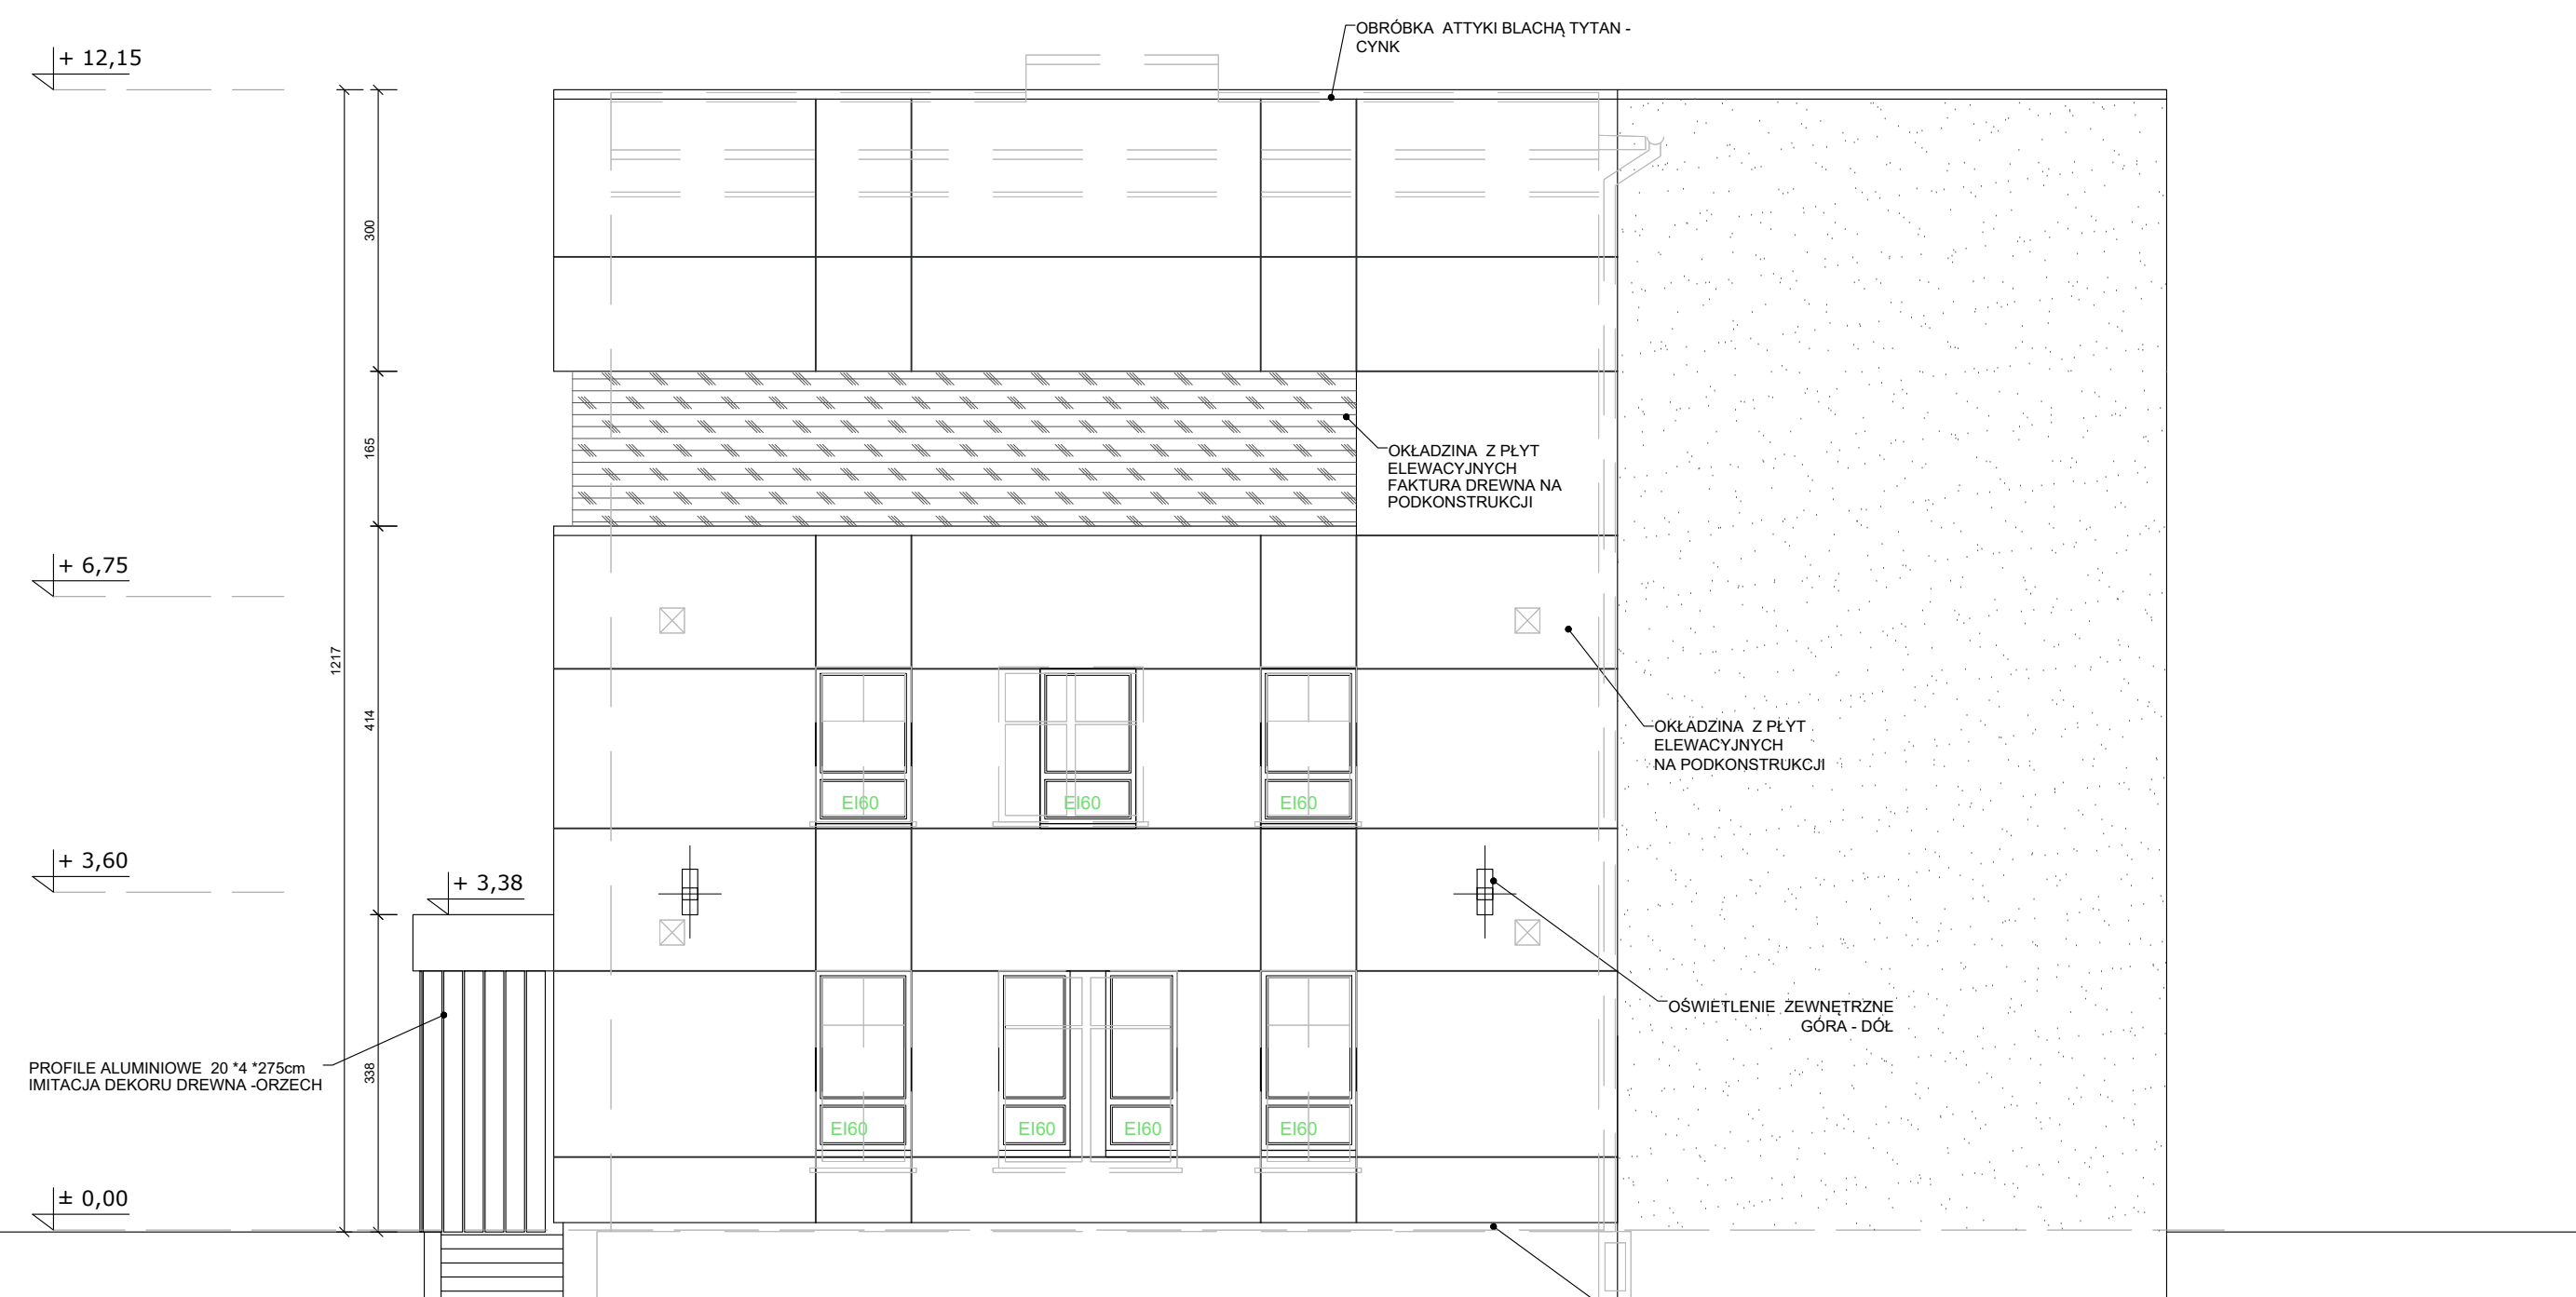 OBRÓBKA ATTYKI BLACHĄ TYTAN -
CYNK
+ 12,15
300
165
OKŁADZINA Z PŁYT
ELEWACYJNYCH
FAKTURA DREWNA NA
PODKONSTRUKCJI
+ 6,75
1217
414
OKŁADZINA Z PŁYT
ELEWACYJNYCH
NA PODKONSTRUKCJI
EI60
EI60
EI60
+ 3,60
+ 3,38
OŚWIETLENIE ZEWNĘTRZNE
GÓRA - DÓŁ
PROFILE ALUMINIOWE 20 *4 *275cm
IMITACJA DEKORU DREWNA -ORZECH
338
EI60
EI60
EI60
EI60
± 0,00